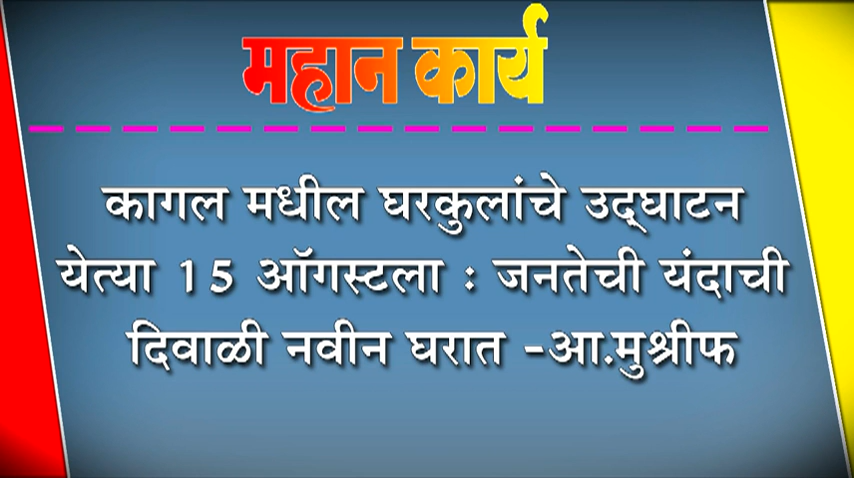 महान कार्य
कागल मधील घरकुलांचे उद्‌घाटन
येत्या 15 ऑगस्टला : जनतेची यंदाची
दिवाळी नवीन घरात -आ.मुश्रीफ